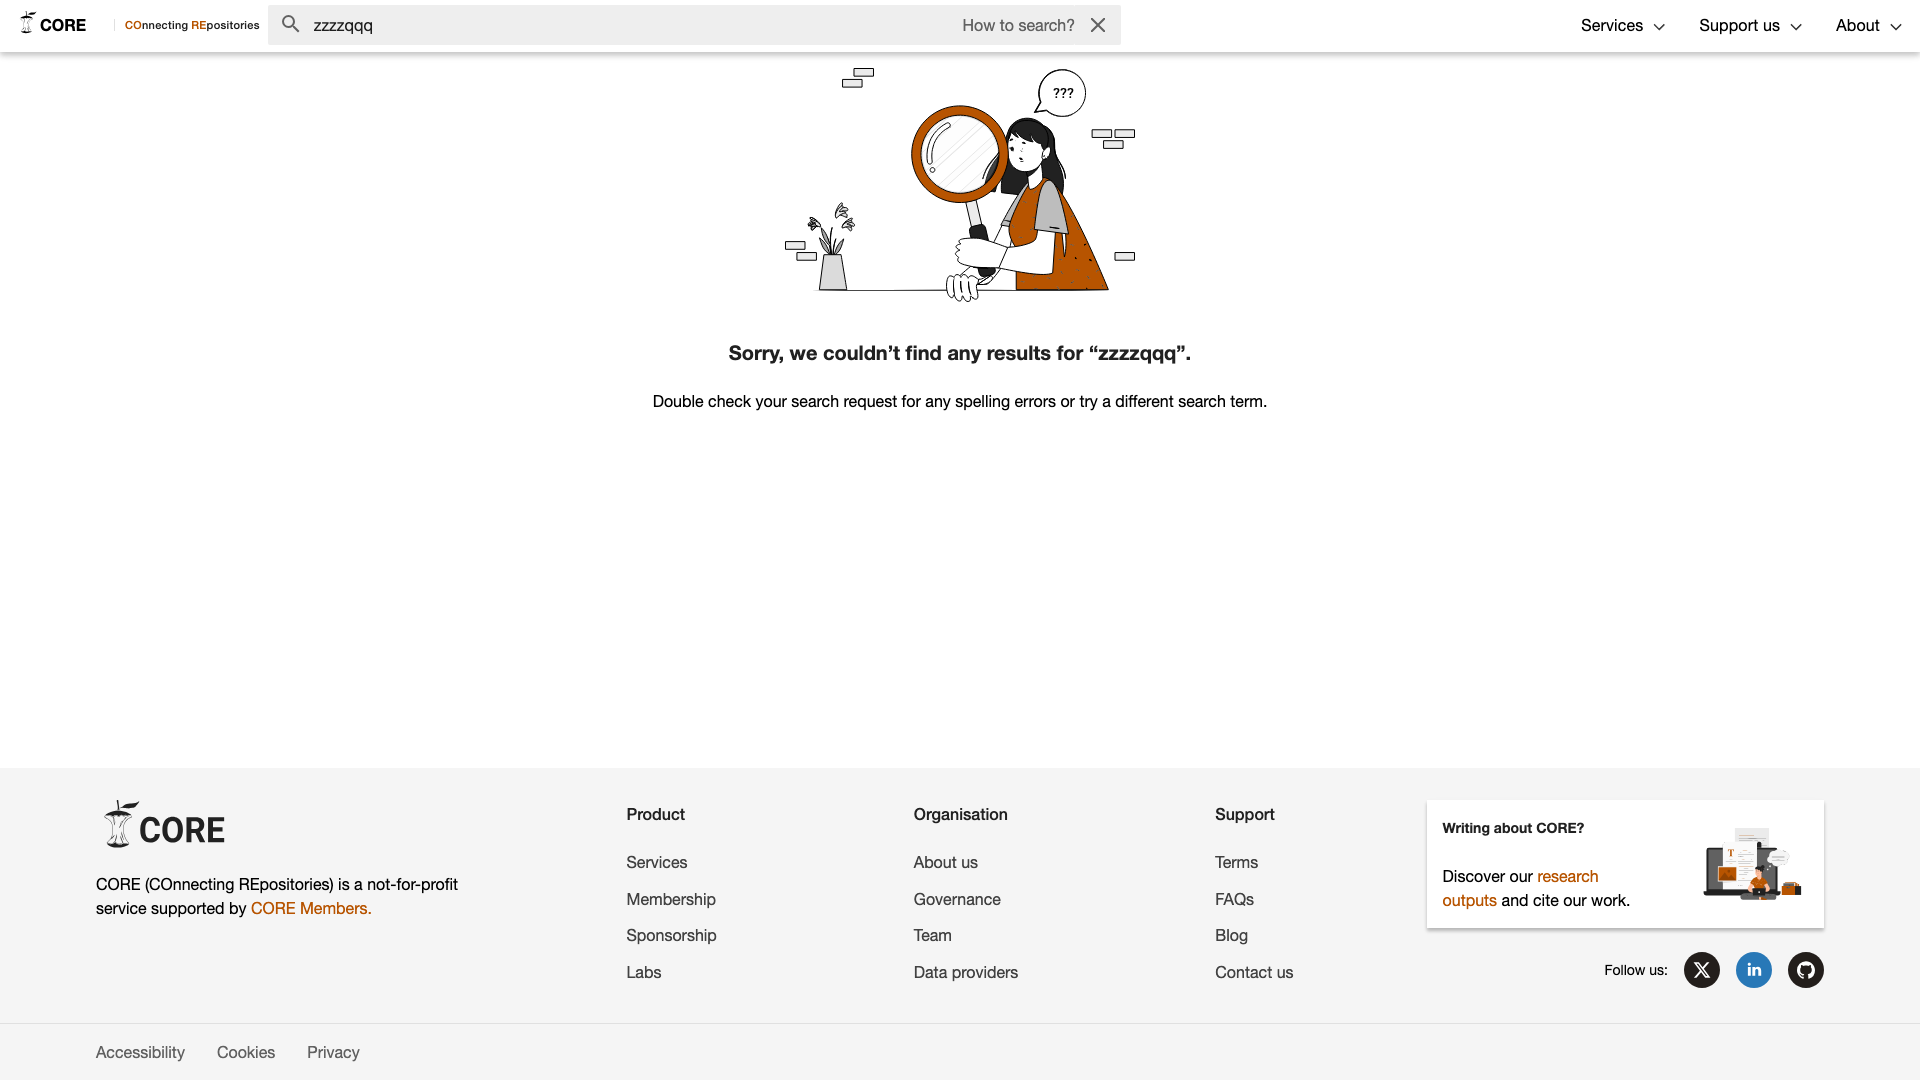 CORE
COnnecting REpositories
zzzzqqq
How to search?
Services
Support us
About
???
Sorry, we couldn’t find any results for “zzzzqqq”.
Double check your search request for any spelling errors or try a different search term.
CORE
CORE (COnnecting REpositories) is a not-for-profit
service supported by CORE Members.
Product
Services
Membership
Sponsorship
Labs
Organisation
About us
Governance
Team
Data providers
Support
Terms
FAQs
Blog
Contact us
Writing about CORE?
Discover our research
outputs and cite our work.
T
Follow us:
X
in
Accessibility
Cookies
Privacy